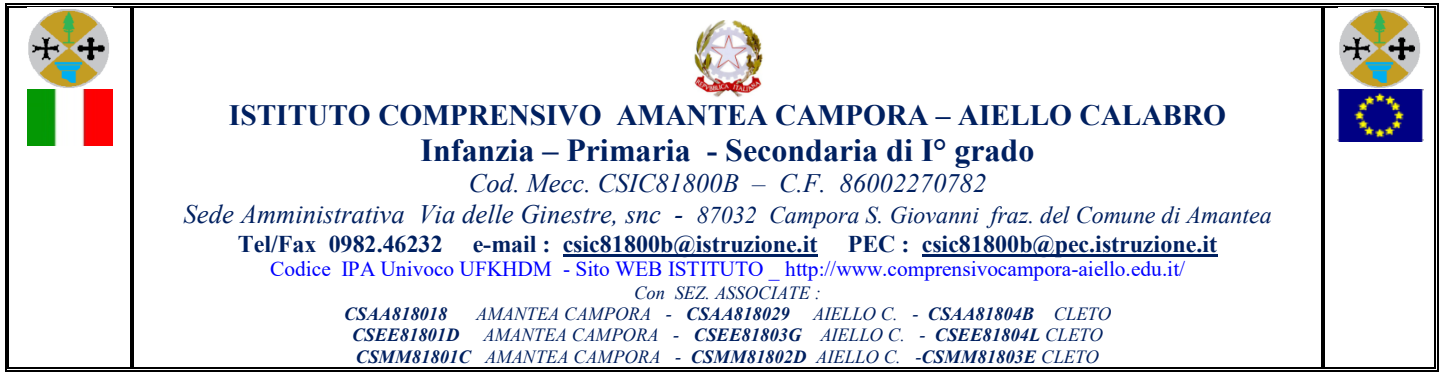 REPVBBLICA ITALIANA
ISTITUTO COMPRENSIVO AMANTEA CAMPORA – AIELLO CALABRO
Infanzia – Primaria - Secondaria di I° grado
Cod. Mecc. CSIC81800B – C.F. 86002270782
Sede Amministrativa Via delle Ginestre, snc - 87032 Campora S. Giovanni fraz. del Comune di Amantea
Tel/Fax 0982.46232 e-mail : csic81800b@istruzione.it PEC : csic81800b@pec.istruzione.it
Codice IPA Univoco UFKHDM - Sito WEB ISTITUTO _ http://www.comprensivocampora-aiello.edu.it/
Con SEZ. ASSOCIATE :
CSAA818018 AMANTEA CAMPORA - CSAA818029 AIELLO C. - CSAA81804B CLETO
CSEE81801D AMANTEA CAMPORA - CSEE81803G AIELLO C. - CSEE81804L CLETO
CSMM81801C AMANTEA CAMPORA - CSMM81802D AIELLO C. -CSMM81803E CLETO